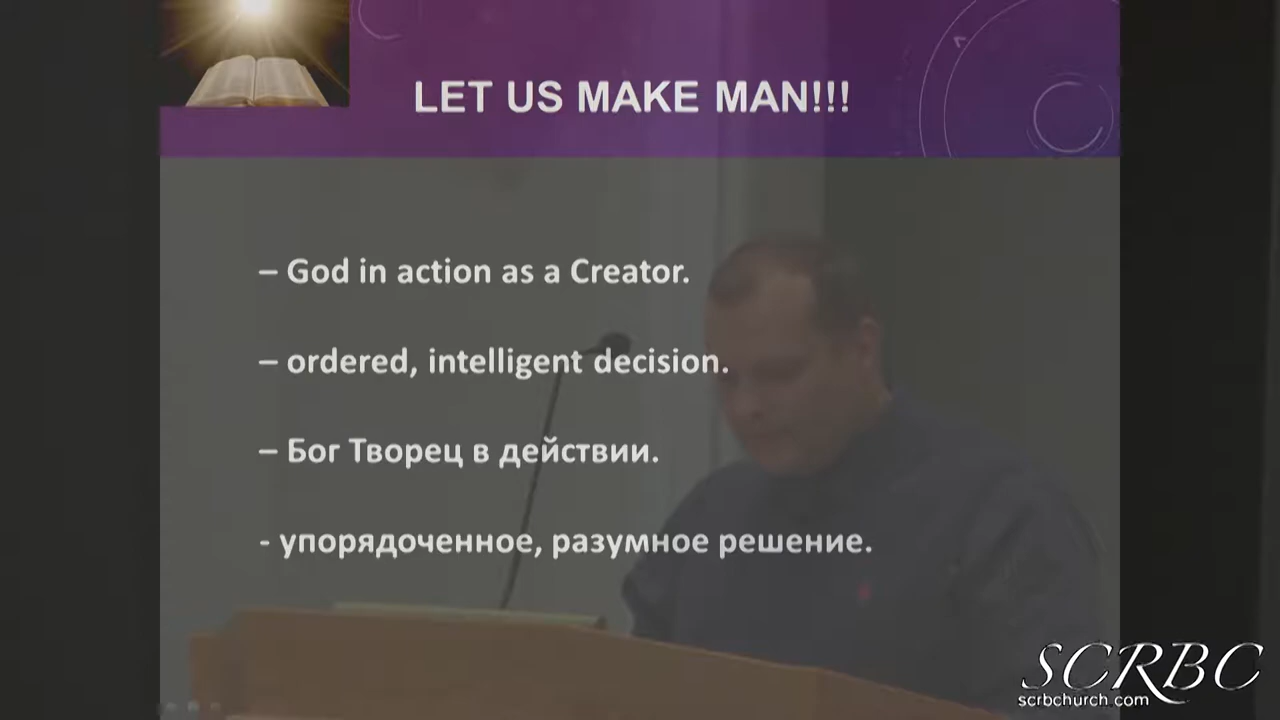 LET US MAKE MAN!!!
– God in action as a Creator.
– ordered, intelligent decision.
– Бог Творец в действии.
- упорядоченное, разумное решение.
SCRBC
scrbchurch.com